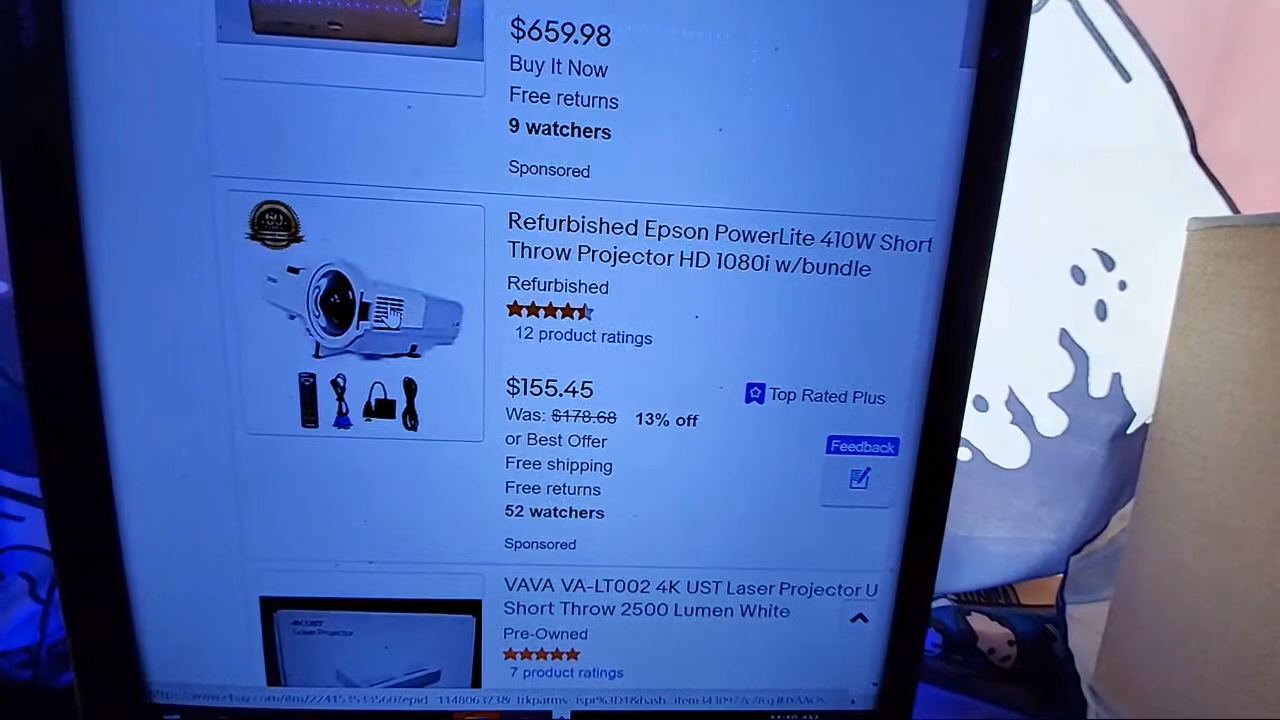 $659.98
Buy It Now
Free returns
9 watchers
Sponsored
60
Refurbished Epson PowerLite 410W Short
Throw Projector HD 1080i w/bundle
Refurbished
12 product ratings
$155.45
Top Rated Plus
Was: $178.68 13% off
or Best Offer
Feedback
Free shipping
Free returns
52 watchers
Sponsored
VAVA VA-LT002 4K UST Laser Projector U
Short Throw 2500 Lumen White
Pre-Owned
7 product ratings